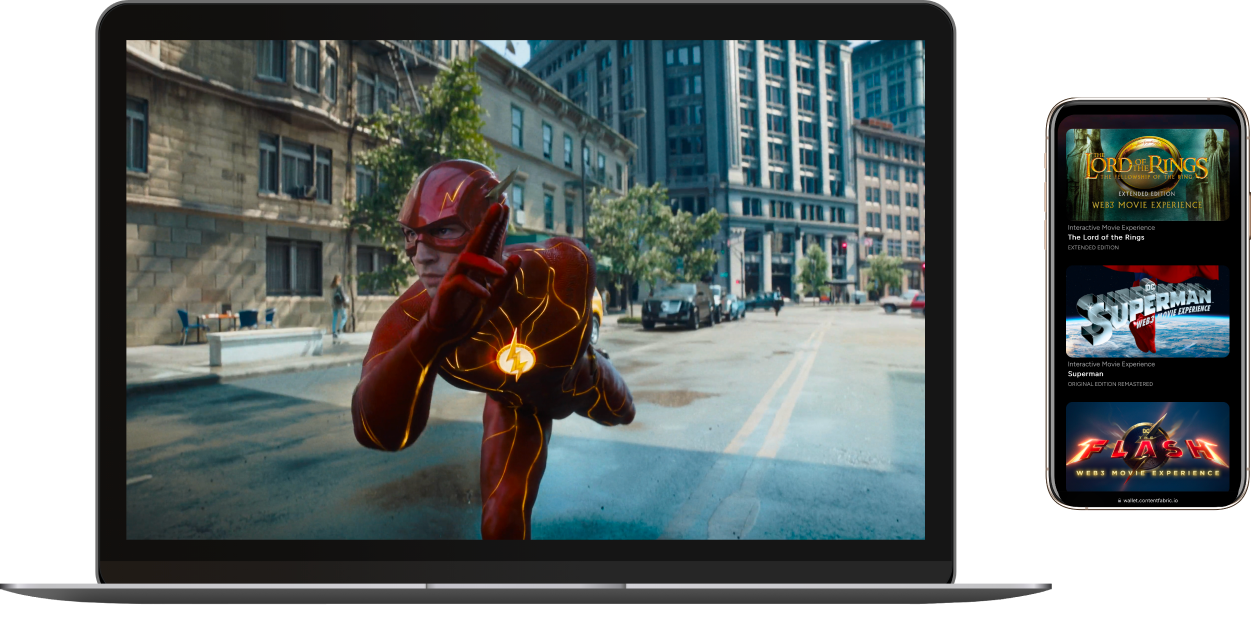 THE
LORD OF THE RINGS
THE FELLOWSHIP OF THE RING
EXTENDED EDITION
WEB3 MOVIE EXPERIENCE
Interactive Movie Experience
The Lord of the Rings
EXTENDED EDITION
DC
SUPERMAN
WEB3 MOVIE EXPERIENCE
Interactive Movie Experience
Superman
ORIGINAL EDITION REMASTERED
DC
THE
FLASH
WEB3 MOVIE EXPERIENCE
wallet.contentfabric.io